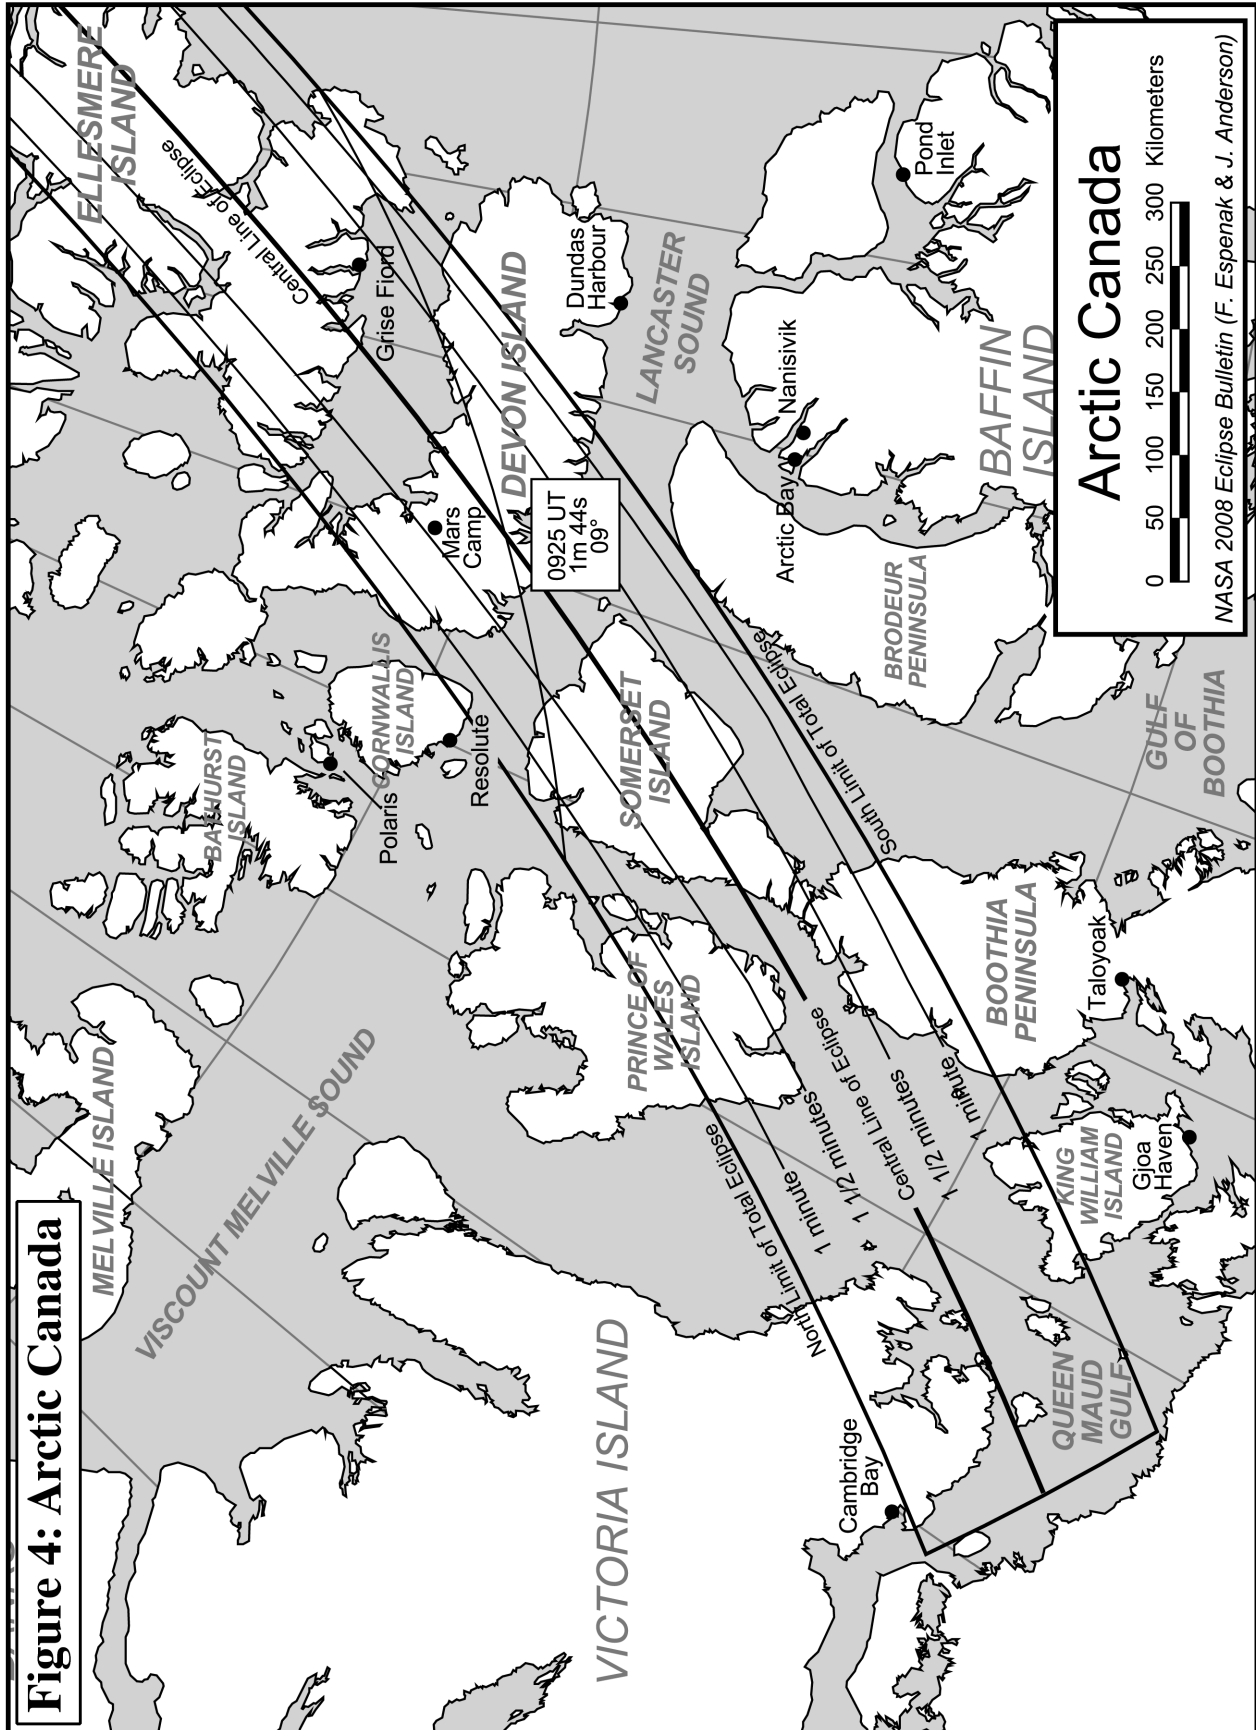 Figure 4: Arctic Canada
ELLESMERE
ISLAND
Central Line of Eclipse
Grise Fiord
DEVON ISLAND
Dundas
Harbour
LANCASTER
SOUND
Pond
Inlet
Nanisivik
Arctic Bay
BAFFIN
ISLAND
BRODEUR
PENINSULA
Mars
Camp
0925 UT
1m 44s
09°
CORNWALLIS
ISLAND
Resolute
Polaris
BATHURST
ISLAND
SOMERSET
ISLAND
South Limit of Total Eclipse
GULF
OF
BOOTHIA
BOOTHIA
PENINSULA
Taloyoak
PRINCE OF
WALES
ISLAND
MELVILLE ISLAND
VISCOUNT MELVILLE SOUND
North Limit of Total Eclipse
1 minute
1 1/2 minutes
Central Line of Eclipse
1 1/2 minutes
1 minute
KING
WILLIAM
ISLAND
Gjoa
Haven
QUEEN
MAUD
GULF
Cambridge
Bay
VICTORIA ISLAND
Arctic Canada
0 50 100 150 200 250 300 Kilometers
NASA 2008 Eclipse Bulletin (F. Espenak & J. Anderson)